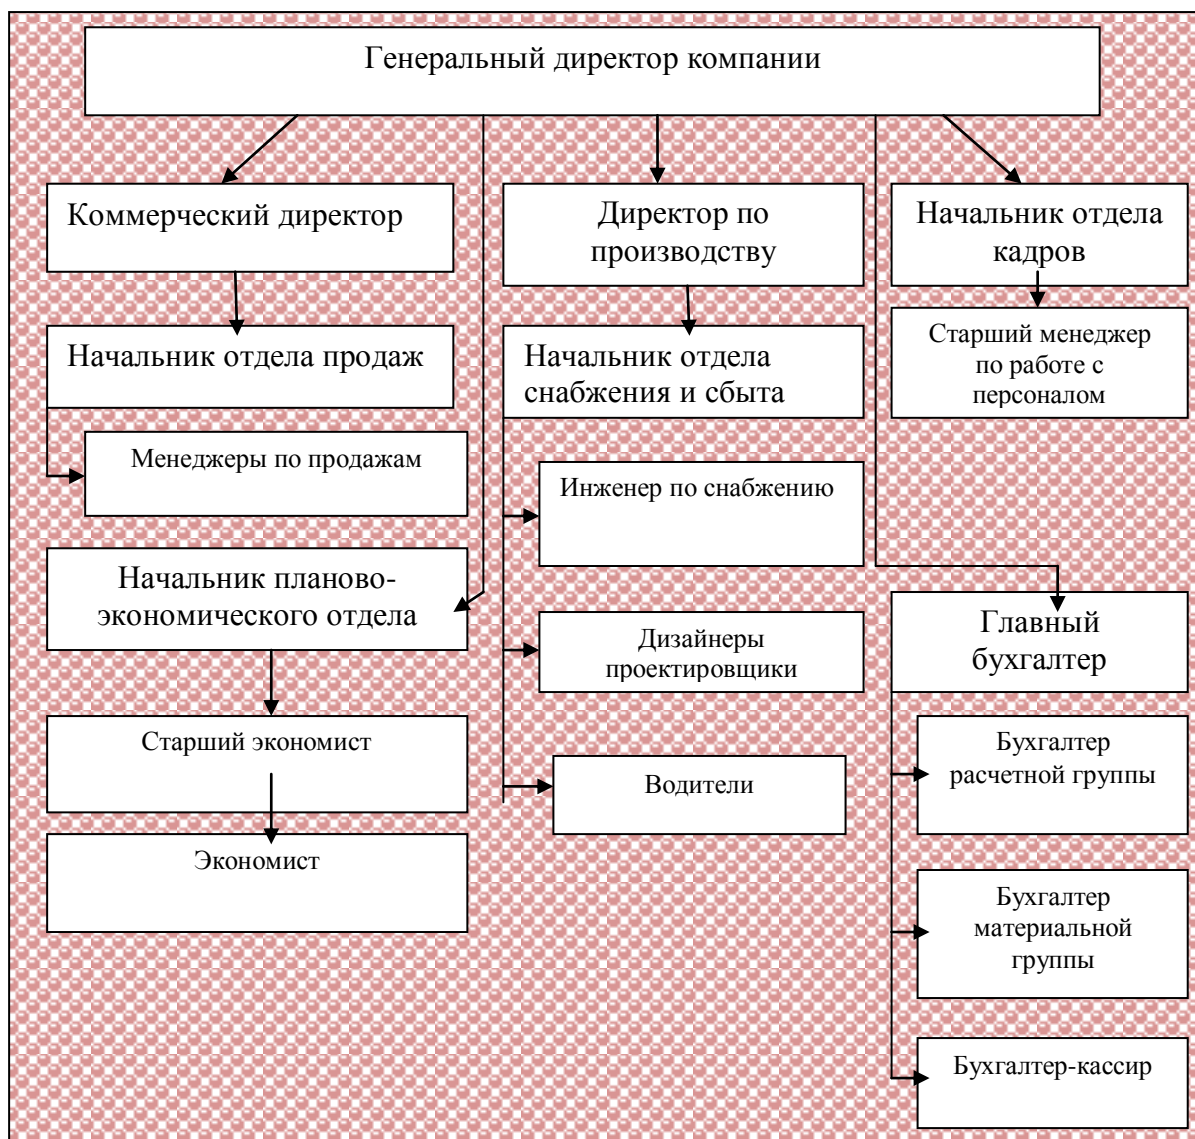 Генеральный директор компании
Коммерческий директор
Директор по
производству
Начальник отдела
кадров
Начальник отдела продаж
Начальник отдела
снабжения и сбыта
Старший менеджер
по работе с
персоналом
Менеджеры по продажам
Инженер по снабжению
Начальник планово-
экономического отдела
Дизайнеры
проектировщики
Главный
бухгалтер
Старший экономист
Водители
Бухгалтер
расчетной группы
Экономист
Бухгалтер
материальной
группы
Бухгалтер-кассир